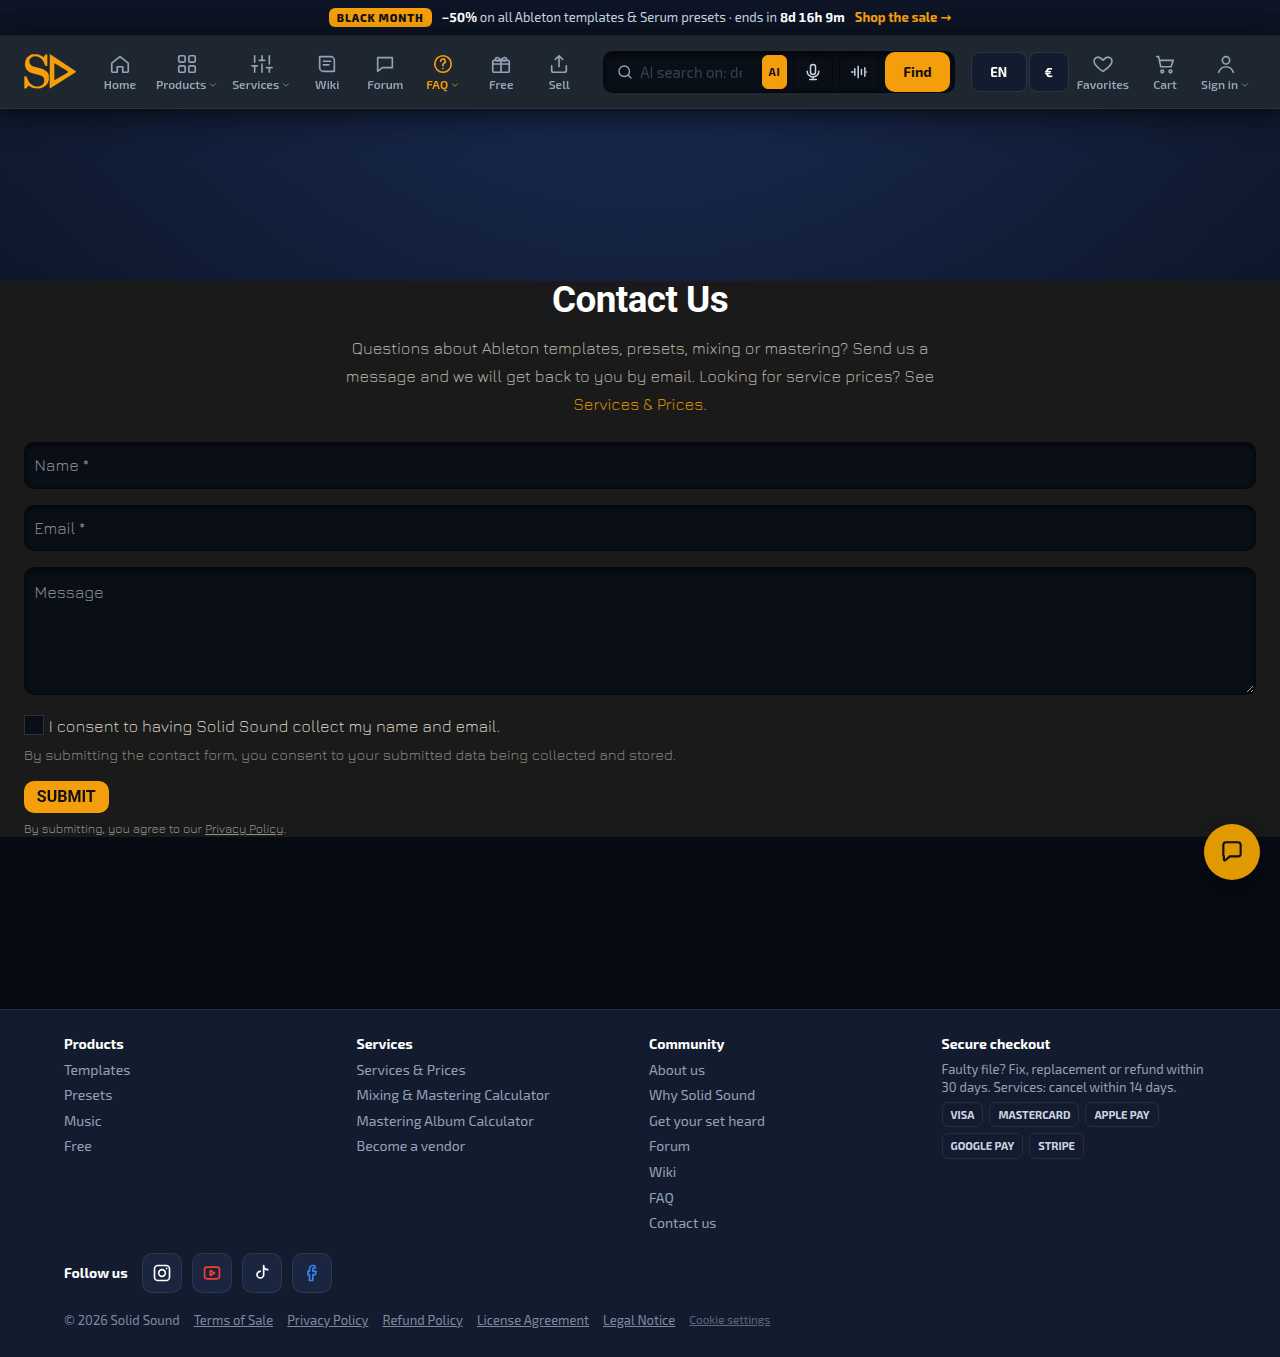 BLACK MONTH −50% on all Ableton templates & Serum presets · ends in 8d 16h 9m Shop the sale →
Home Products Services Wiki Forum FAQ Free Sell AI search on: AI Find EN € Favorites Cart Sign in
Contact Us
Questions about Ableton templates, presets, mixing or mastering? Send us a
message and we will get back to you by email. Looking for service prices? See
Services & Prices.
Name *
Email *
Message
I consent to having Solid Sound collect my name and email.
By submitting the contact form, you consent to your submitted data being collected and stored.
SUBMIT
By submitting, you agree to our Privacy Policy.
Products
Templates
Presets
Music
Free
Services
Services & Prices
Mixing & Mastering Calculator
Mastering Album Calculator
Become a vendor
Community
About us
Why Solid Sound
Get your set heard
Forum
Wiki
FAQ
Contact us
Secure checkout
Faulty file? Fix, replacement or refund within
30 days. Services: cancel within 14 days.
VISA MASTERCARD APPLE PAY
GOOGLE PAY STRIPE
Follow us
© 2026 Solid Sound Terms of Sale Privacy Policy Refund Policy License Agreement Legal Notice Cookie settings